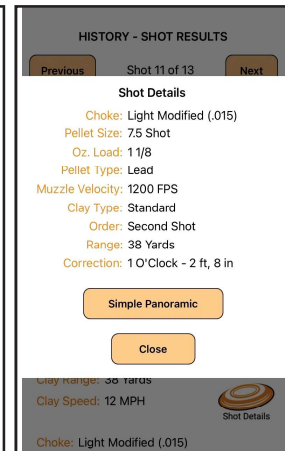 HISTORY - SHOT RESULTS
Previous Shot 11 of 13 Next
Shot Details
Choke: Light Modified (.015)
Pellet Size: 7.5 Shot
Oz. Load: 1 1/8
Pellet Type: Lead
Muzzle Velocity: 1200 FPS
Clay Type: Standard
Order: Second Shot
Range: 38 Yards
Correction: 1 O'Clock - 2 ft, 8 in
Simple Panoramic
Close
Clay Range: 38 Yards
Clay Speed: 12 MPH
Shot Details
Choke: Light Modified (.015)